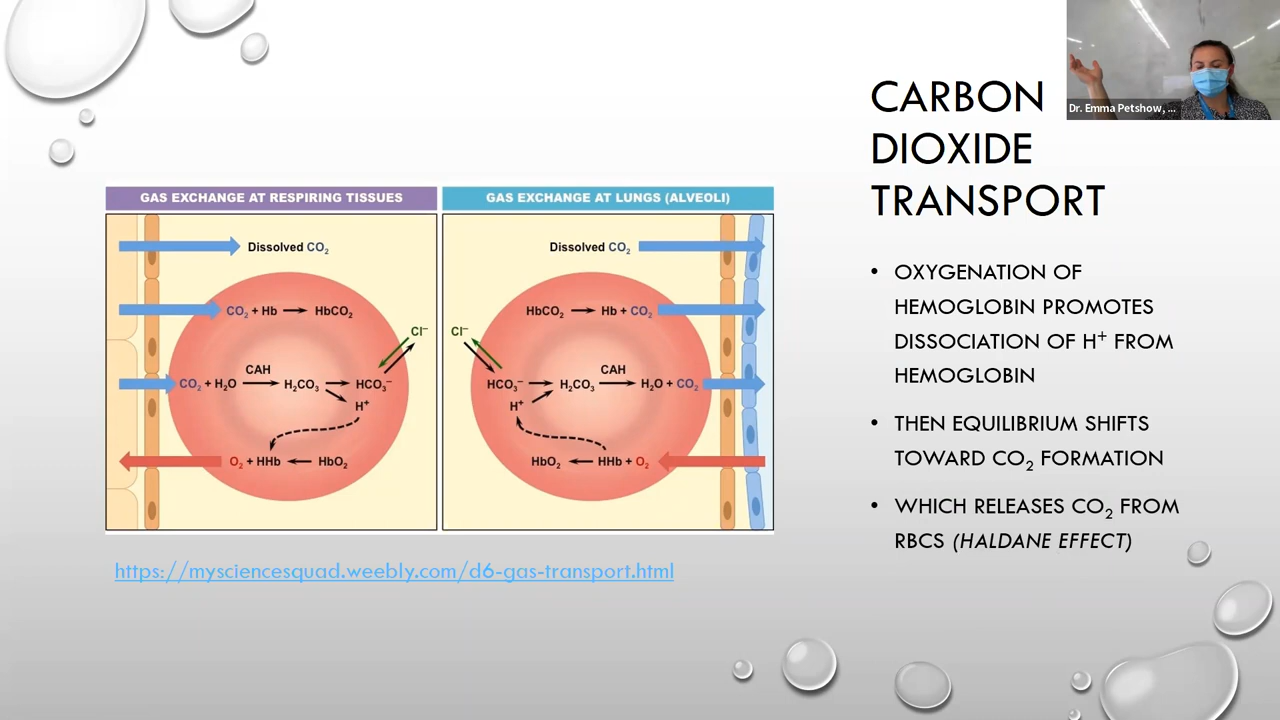 CARBON
DIOXIDE
TRANSPORT
Dr. Emma Petshow, ...
GAS EXCHANGE AT RESPIRING TISSUES
Dissolved CO₂
CO₂ + Hb → HbCO₂
Cl⁻
CAH
CO₂ + H₂O → H₂CO₃ → HCO₃⁻
H⁺
O₂ + HHb ← HbO₂
GAS EXCHANGE AT LUNGS (ALVEOLI)
Dissolved CO₂
HbCO₂ → Hb + CO₂
Cl⁻
CAH
HCO₃⁻ → H₂CO₃ → H₂O + CO₂
H⁺
HbO₂ ← HHb + O₂
https://mysciencesquad.weebly.com/d6-gas-transport.html
• OXYGENATION OF
HEMOGLOBIN PROMOTES
DISSOCIATION OF H⁺ FROM
HEMOGLOBIN
• THEN EQUILIBRIUM SHIFTS
TOWARD CO₂ FORMATION
• WHICH RELEASES CO₂ FROM
RBCS (HALDANE EFFECT)